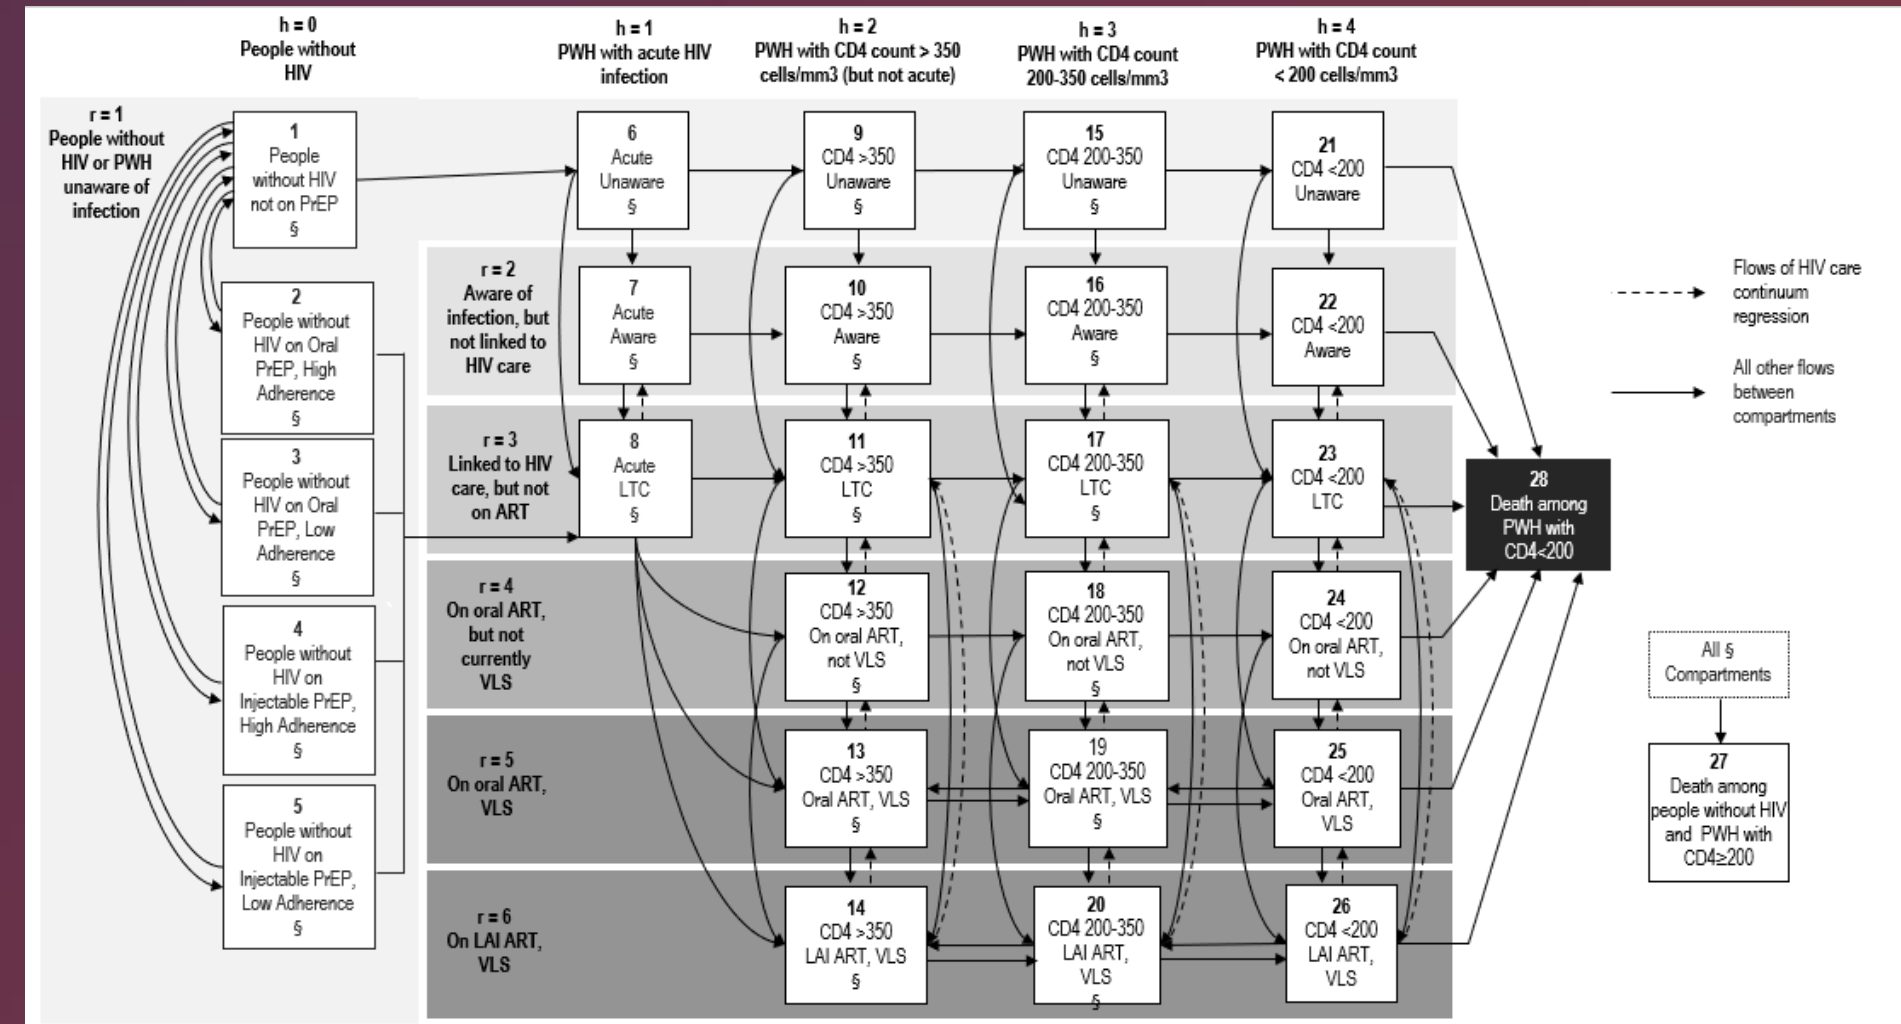 h = 0
People without
HIV
h = 1
PWH with acute HIV
infection
h = 2
PWH with CD4 count > 350
cells/mm3 (but not acute)
h = 3
PWH with CD4 count
200-350 cells/mm3
h = 4
PWH with CD4 count
< 200 cells/mm3
r = 1
People without
HIV or PWH
unaware of
infection
1
People
without HIV
not on PrEP
§
6
Acute
Unaware
§
9
CD4 >350
Unaware
§
15
CD4 200-350
Unaware
§
21
CD4 <200
Unaware
2
People without
HIV on Oral
PrEP, High
Adherence
§
3
People without
HIV on Oral
PrEP, Low
Adherence
§
4
People without
HIV on
Injectable PrEP,
High Adherence
§
5
People without
HIV on
Injectable PrEP,
Low Adherence
§
r = 2
Aware of
infection, but
not linked to
HIV care
7
Acute
Aware
§
10
CD4 >350
Aware
§
16
CD4 200-350
Aware
§
22
CD4 <200
Aware
r = 3
Linked to HIV
care, but not
on ART
8
Acute
LTC
§
11
CD4 >350
LTC
§
17
CD4 200-350
LTC
§
23
CD4 <200
LTC
r = 4
On oral ART,
but not
currently
VLS
12
CD4 >350
On oral ART,
not VLS
§
18
CD4 200-350
On oral ART,
not VLS
§
24
CD4 <200
On oral ART,
not VLS
r = 5
On oral ART,
VLS
13
CD4 >350
Oral ART, VLS
§
19
CD4 200-350
Oral ART, VLS
§
25
CD4 <200
Oral ART,
VLS
r = 6
On LAI ART,
VLS
14
CD4 >350
LAI ART, VLS
§
20
CD4 200-350
LAI ART,
VLS
§
26
CD4 <200
LAI ART,
VLS
28
Death among
PWH with
CD4<200
Flows of HIV care
continuum
regression
All other flows
between
compartments
All §
Compartments
27
Death among
people without HIV
and PWH with
CD4≥200